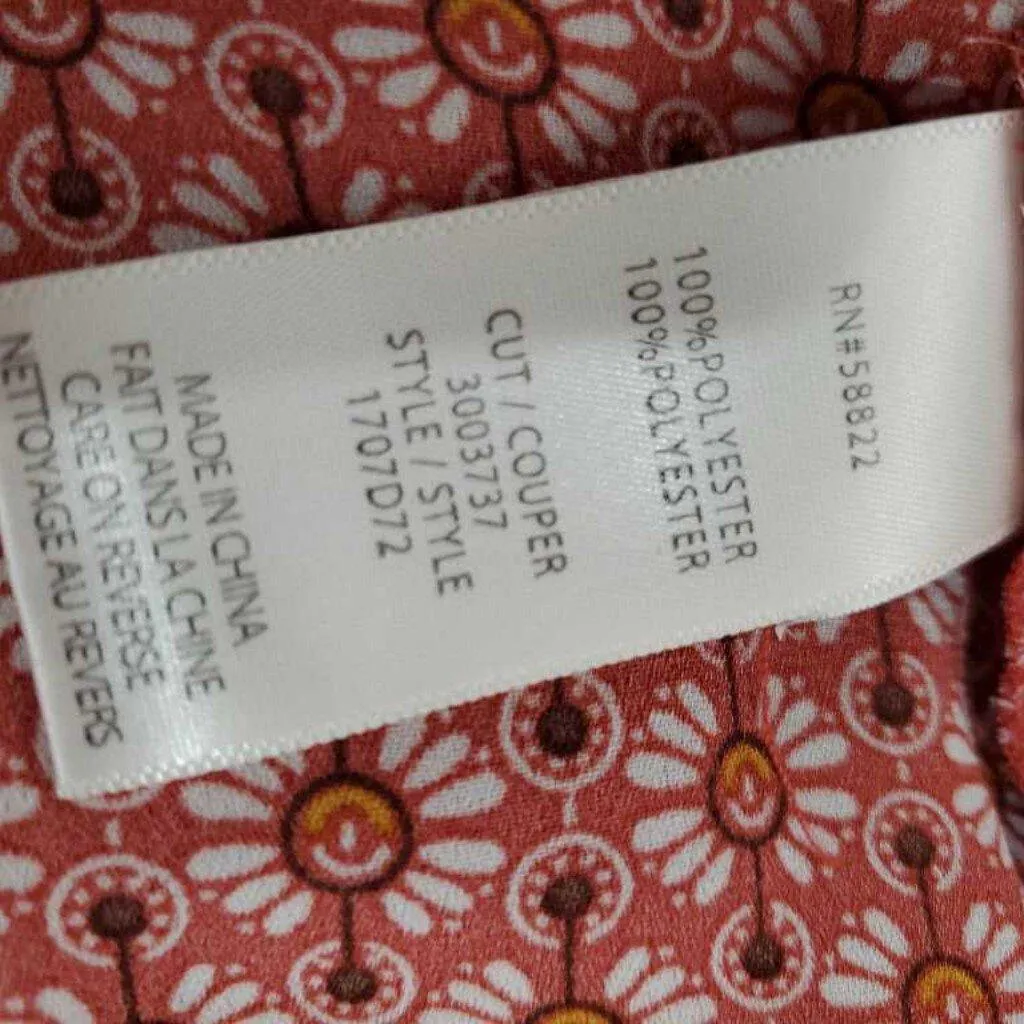 RN#58822
100%POLYESTER
100%POLYESTER
CUT / COUPER
3003737
STYLE / STYLE
1707D72
MADE IN CHINA
FAIT DANS LA CHINE
CARE ON REVERSE
NETTOYAGE AU REVERS